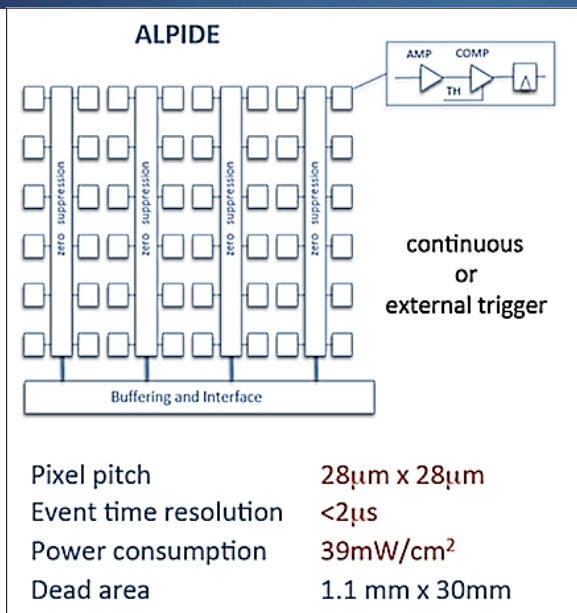 ALPIDE
AMP COMP
TH
zero suppression
zero suppression
zero suppression
zero suppression
continuous
or
external trigger
Buffering and Interface
Pixel pitch 28μm x 28μm
Event time resolution <2μs
Power consumption 39mW/cm²
Dead area 1.1 mm x 30mm